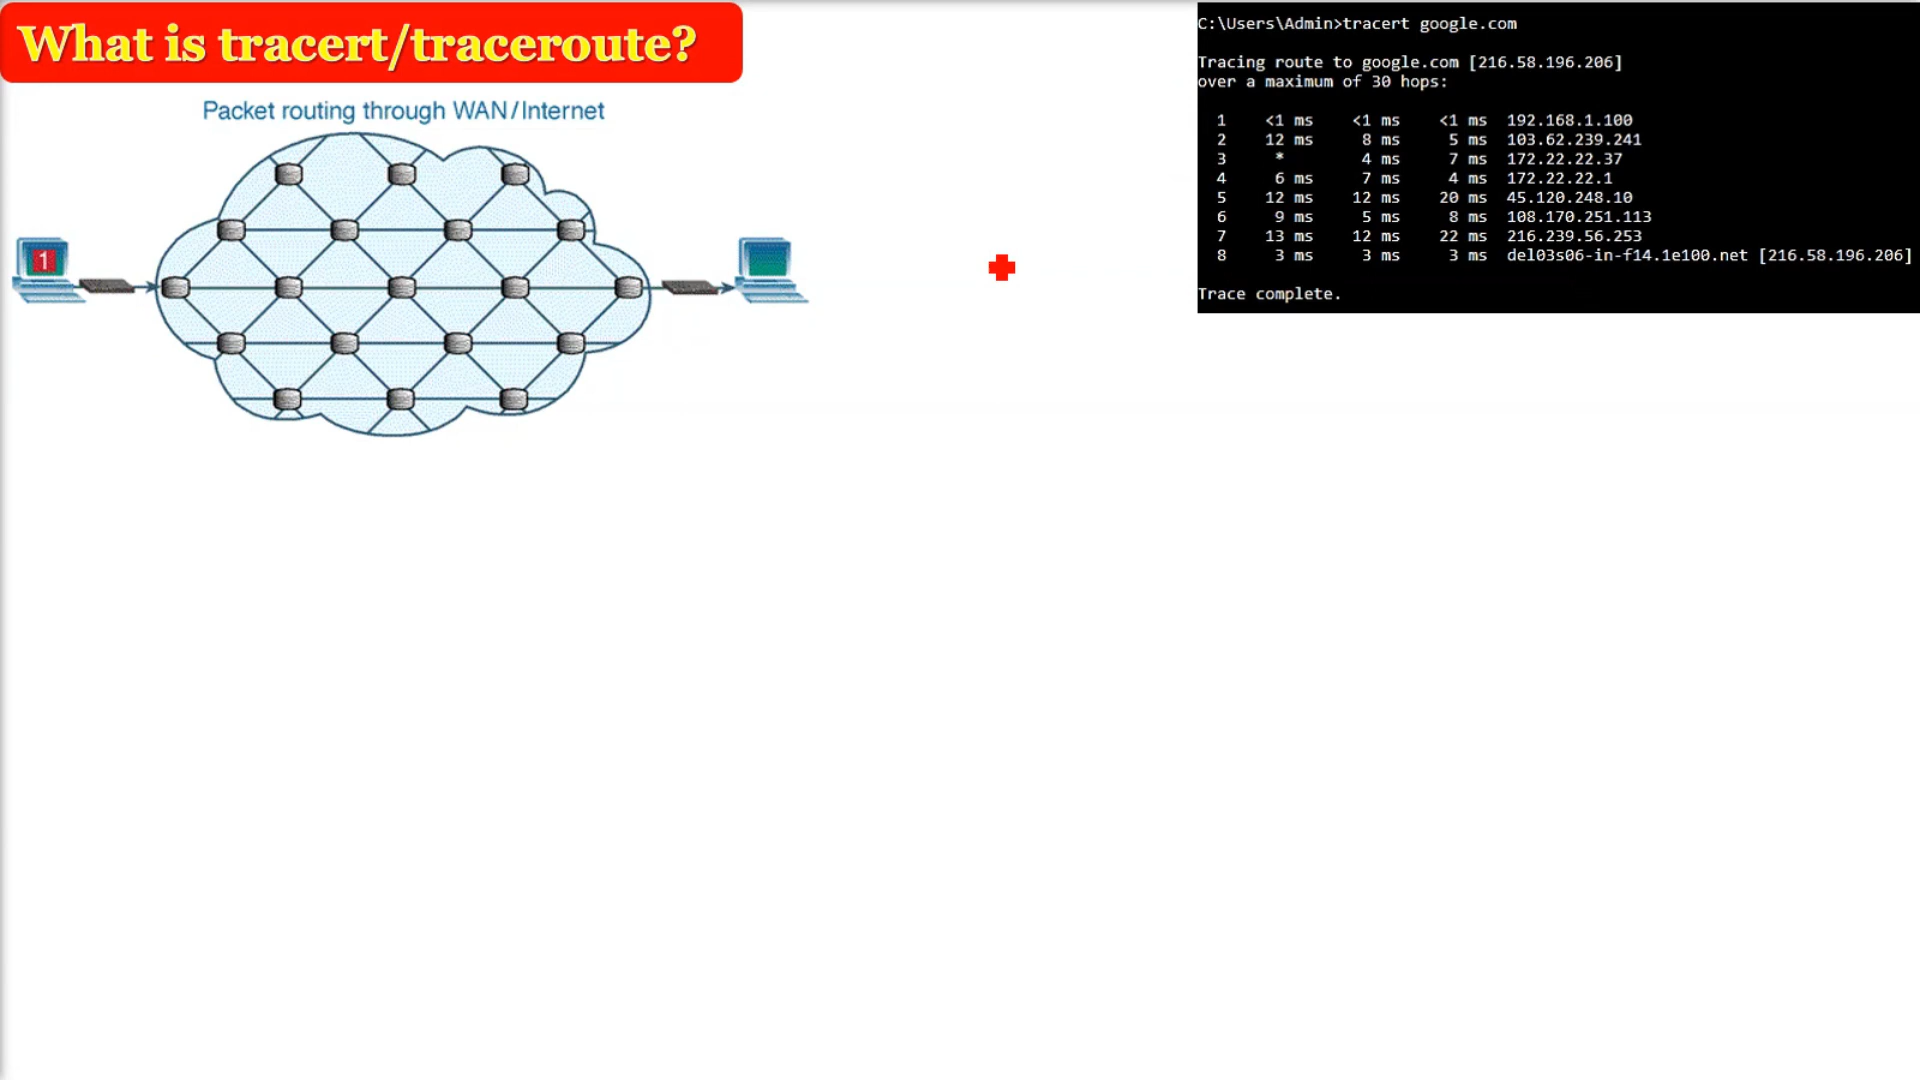 What is tracert/traceroute?
Packet routing through WAN/Internet
1
C:\Users\Admin>tracert google.com
Tracing route to google.com [216.58.196.206]
over a maximum of 30 hops:
1 <1 ms <1 ms <1 ms 192.168.1.100
2 12 ms 8 ms 5 ms 103.62.239.241
3 * 4 ms 7 ms 172.22.22.37
4 6 ms 7 ms 4 ms 172.22.22.1
5 12 ms 12 ms 20 ms 45.120.248.10
6 9 ms 5 ms 8 ms 108.170.251.113
7 13 ms 12 ms 22 ms 216.239.56.253
8 3 ms 3 ms 3 ms del03s06-in-f14.1e100.net [216.58.196.206]
Trace complete.